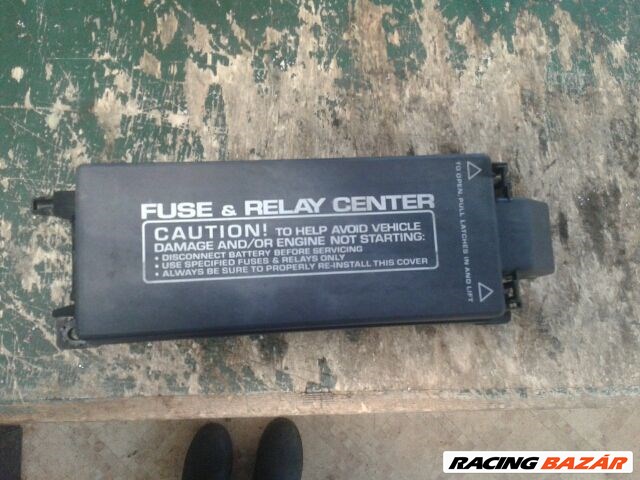 FUSE & RELAY CENTER
CAUTION! TO HELP AVOID VEHICLE
DAMAGE AND/OR ENGINE NOT STARTING:
• DISCONNECT BATTERY BEFORE SERVICING
• USE SPECIFIED FUSES & RELAYS ONLY
• ALWAYS BE SURE TO PROPERLY RE-INSTALL THIS COVER
TO OPEN, PULL LATCHES IN AND LIFT
RACING BAZÁR